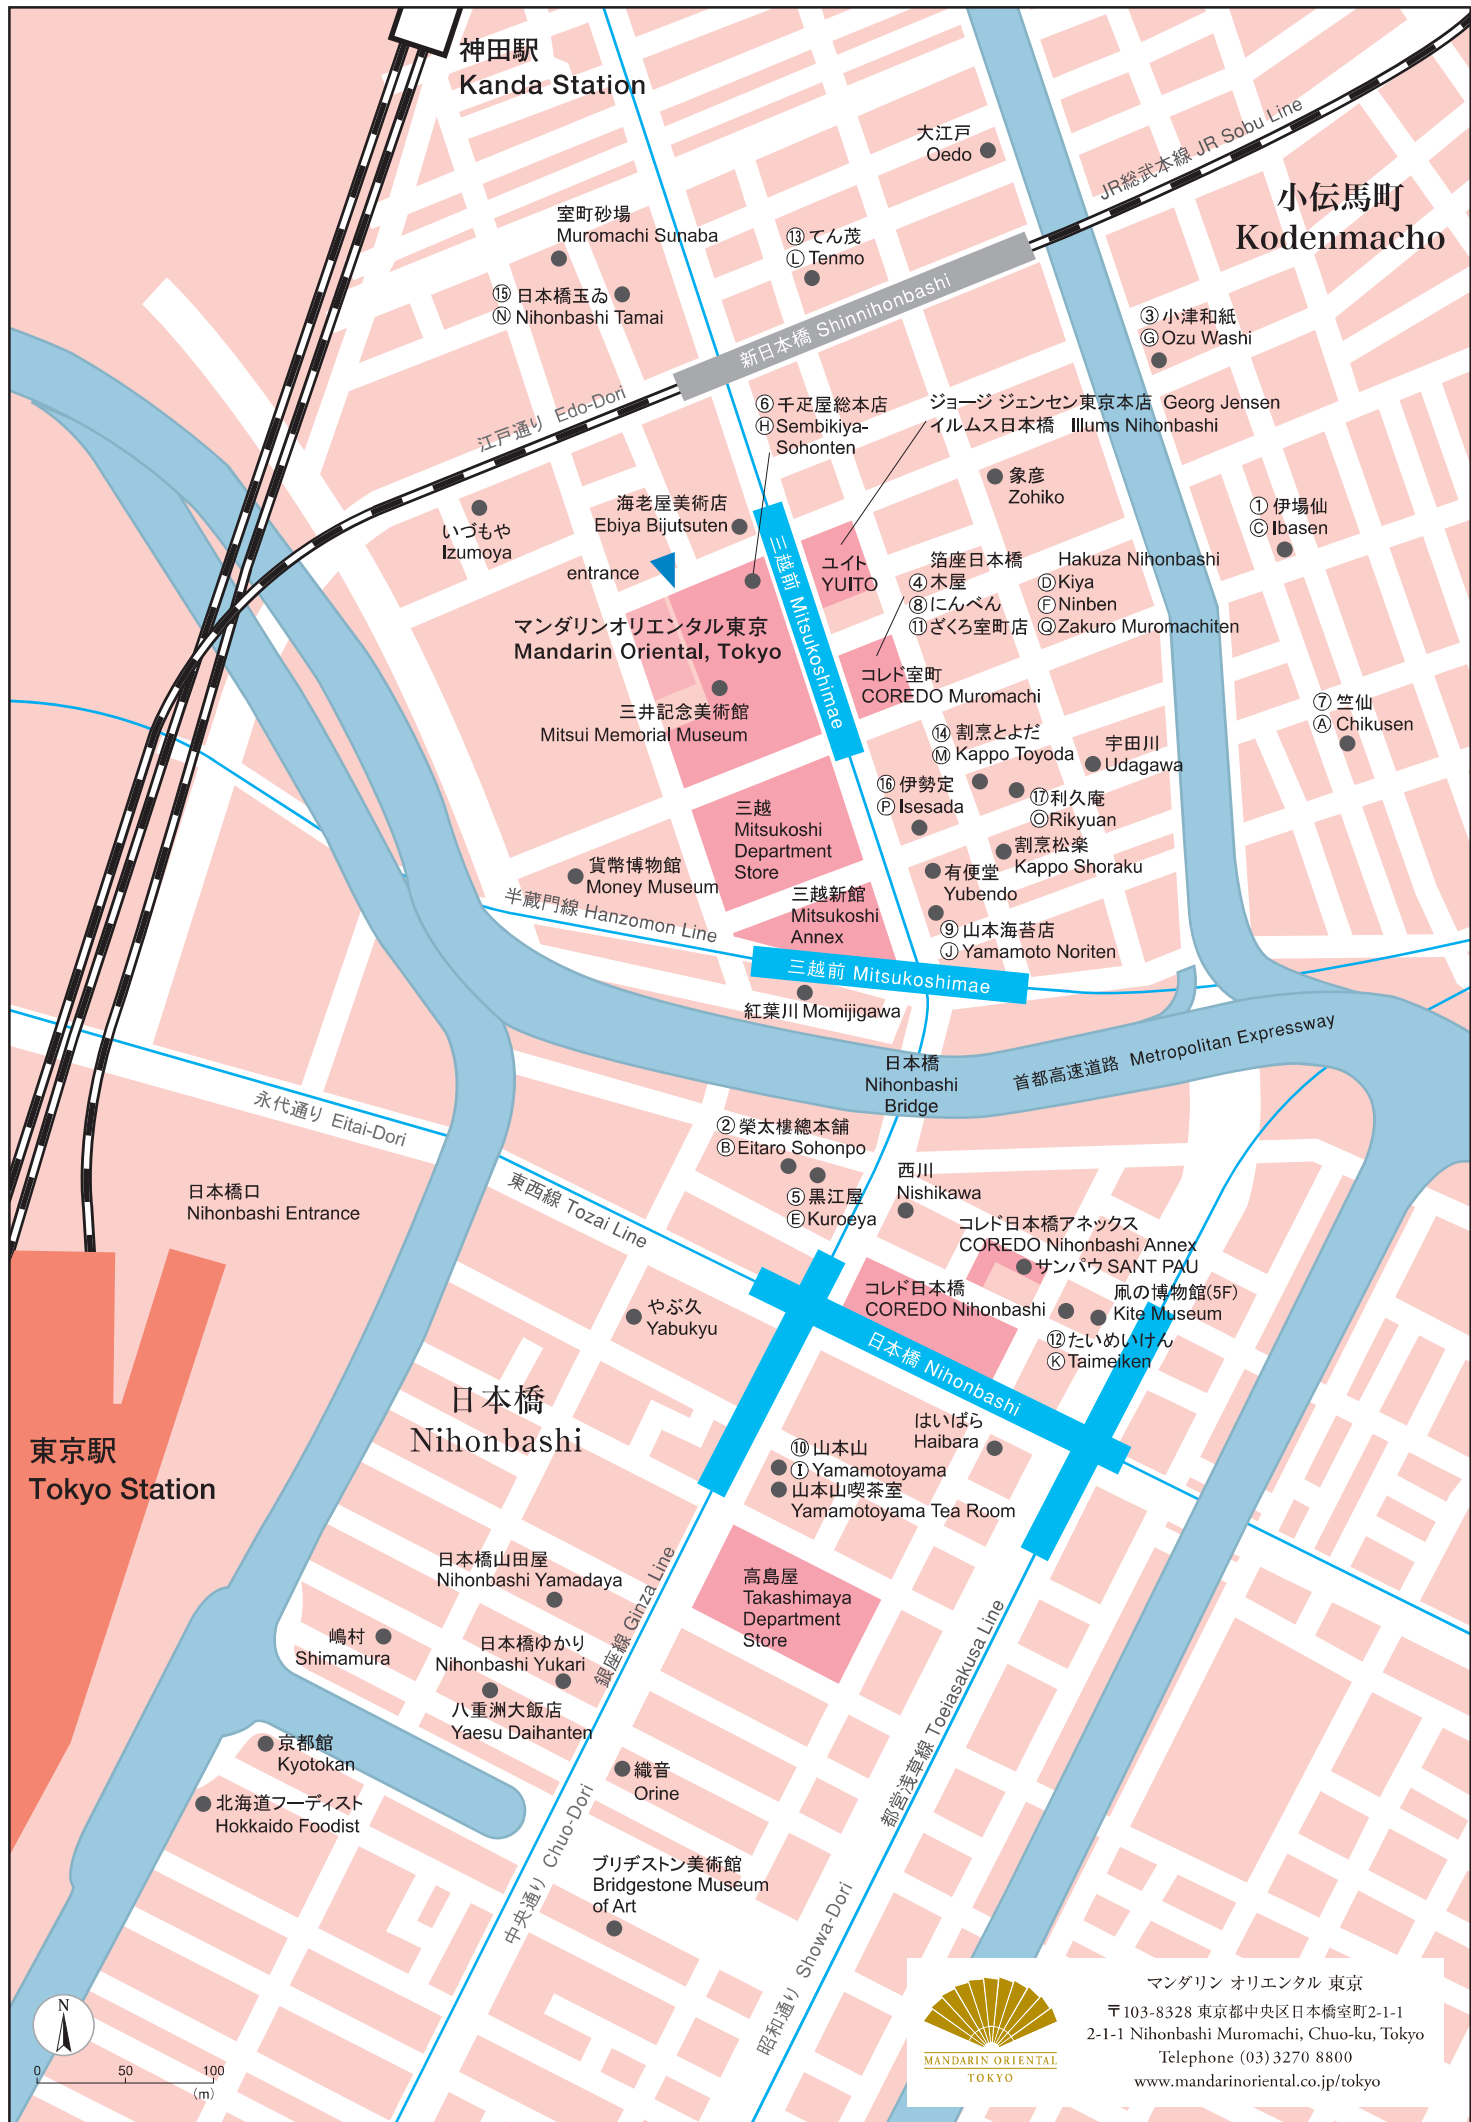 神田駅
Kanda Station
大江戸
Oedo
JR総武本線 JR Sobu Line
小伝馬町
Kodenmacho
室町砂場
Muromachi Sunaba
⑬てん茂
ⓁTenmo
⑮ 日本橋玉ゐ
Ⓝ Nihonbashi Tamai
新日本橋 Shinnihonbashi
③小津和紙
ⒼOzu Washi
江戸通り Edo-Dori
⑥千疋屋総本店
ⒽSembikiya-
Sohonten
ジョージ ジェンセン東京本店 Georg Jensen
イルムス日本橋 Illums Nihonbashi
象彦
Zohiko
① 伊場仙
Ⓒ Ibasen
いづもや
Izumoya
海老屋美術店
Ebiya Bijutsuten
entrance
三越前 Mitsukoshimae
ユイト
YUITO
箔座日本橋 Hakuza Nihonbashi
④木屋 ⒹKiya
⑧にんべん ⒻNinben
⑪ざくろ室町店 ⓆZakuro Muromachiten
マンダリンオリエンタル東京
Mandarin Oriental, Tokyo
コレド室町
COREDO Muromachi
三井記念美術館
Mitsui Memorial Museum
⑦ 竺仙
Ⓐ Chikusen
⑭ 割烹とよだ
Ⓜ Kappo Toyoda
宇田川
Udagawa
⑯伊勢定
ⓅIsesada
⑰利久庵
ⓄRikyuan
三越
Mitsukoshi
Department
Store
割烹松楽
Kappo Shoraku
貨幣博物館
Money Museum
有便堂
Yubendo
三越新館
Mitsukoshi
Annex
半蔵門線 Hanzomon Line
⑨山本海苔店
ⒿYamamoto Noriten
三越前 Mitsukoshimae
紅葉川 Momijigawa
日本橋
Nihonbashi
Bridge
首都高速道路 Metropolitan Expressway
永代通り Eitai-Dori
②榮太樓總本舗
ⒷEitaro Sohonpo
西川
Nishikawa
東西線 Tozai Line
日本橋口
Nihonbashi Entrance
⑤黒江屋
ⒺKuroeya
コレド日本橋アネックス
COREDO Nihonbashi Annex
サンパウ SANT PAU
コレド日本橋
COREDO Nihonbashi
凧の博物館(5F)
Kite Museum
やぶ久
Yabukyu
⑫たいめいけん
ⓀTaimeiken
日本橋 Nihonbashi
日本橋
Nihonbashi
はいばら
Haibara
東京駅
Tokyo Station
⑩山本山
Ⓘ Yamamotoyama
山本山喫茶室
Yamamotoyama Tea Room
日本橋山田屋
Nihonbashi Yamadaya
高島屋
Takashimaya
Department
Store
銀座線 Ginza Line
都営浅草線 Toeiasakusa Line
嶋村
Shimamura
日本橋ゆかり
Nihonbashi Yukari
八重洲大飯店
Yaesu Daihanten
京都館
Kyotokan
織音
Orine
北海道フーディスト
Hokkaido Foodist
中央通り Chuo-Dori
ブリヂストン美術館
Bridgestone Museum
of Art
昭和通り Showa-Dori
N
0 50 100
(m)
MANDARIN ORIENTAL
TOKYO
マンダリン オリエンタル 東京
〒103-8328 東京都中央区日本橋室町2-1-1
2-1-1 Nihonbashi Muromachi, Chuo-ku, Tokyo
Telephone (03) 3270 8800
www.mandarinoriental.co.jp/tokyo